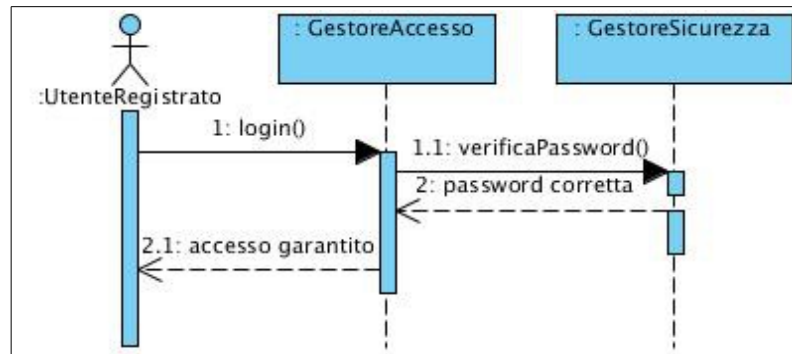 : GestoreAccesso
: GestoreSicurezza
:UtenteRegistrato
1: login()
1.1: verificaPassword()
2: password corretta
2.1: accesso garantito